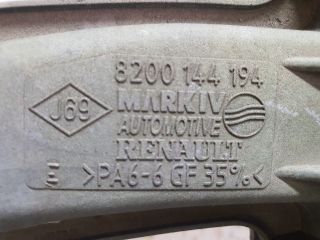 8200 144 194
J69
MARKIV
AUTOMOTIVE
RENAULT
E >PA6-6 GF 35%<